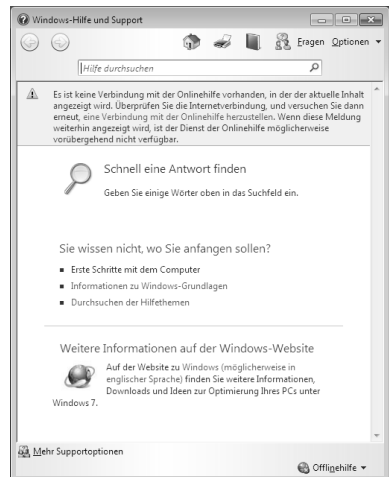 Windows-Hilfe und Support
Fragen Optionen
Hilfe durchsuchen
Es ist keine Verbindung mit der Onlinehilfe vorhanden, in der der aktuelle Inhalt
angezeigt wird. Überprüfen Sie die Internetverbindung, und versuchen Sie dann
erneut, eine Verbindung mit der Onlinehilfe herzustellen. Wenn diese Meldung
weiterhin angezeigt wird, ist der Dienst der Onlinehilfe möglicherweise
vorübergehend nicht verfügbar.
Schnell eine Antwort finden
Geben Sie einige Wörter oben in das Suchfeld ein.
Sie wissen nicht, wo Sie anfangen sollen?
Erste Schritte mit dem Computer
Informationen zu Windows-Grundlagen
Durchsuchen der Hilfethemen
Weitere Informationen auf der Windows-Website
Auf der Website zu Windows (möglicherweise in
englischer Sprache) finden Sie weitere Informationen,
Downloads und Ideen zur Optimierung Ihres PCs unter
Windows 7.
Mehr Supportoptionen
Offlinehilfe